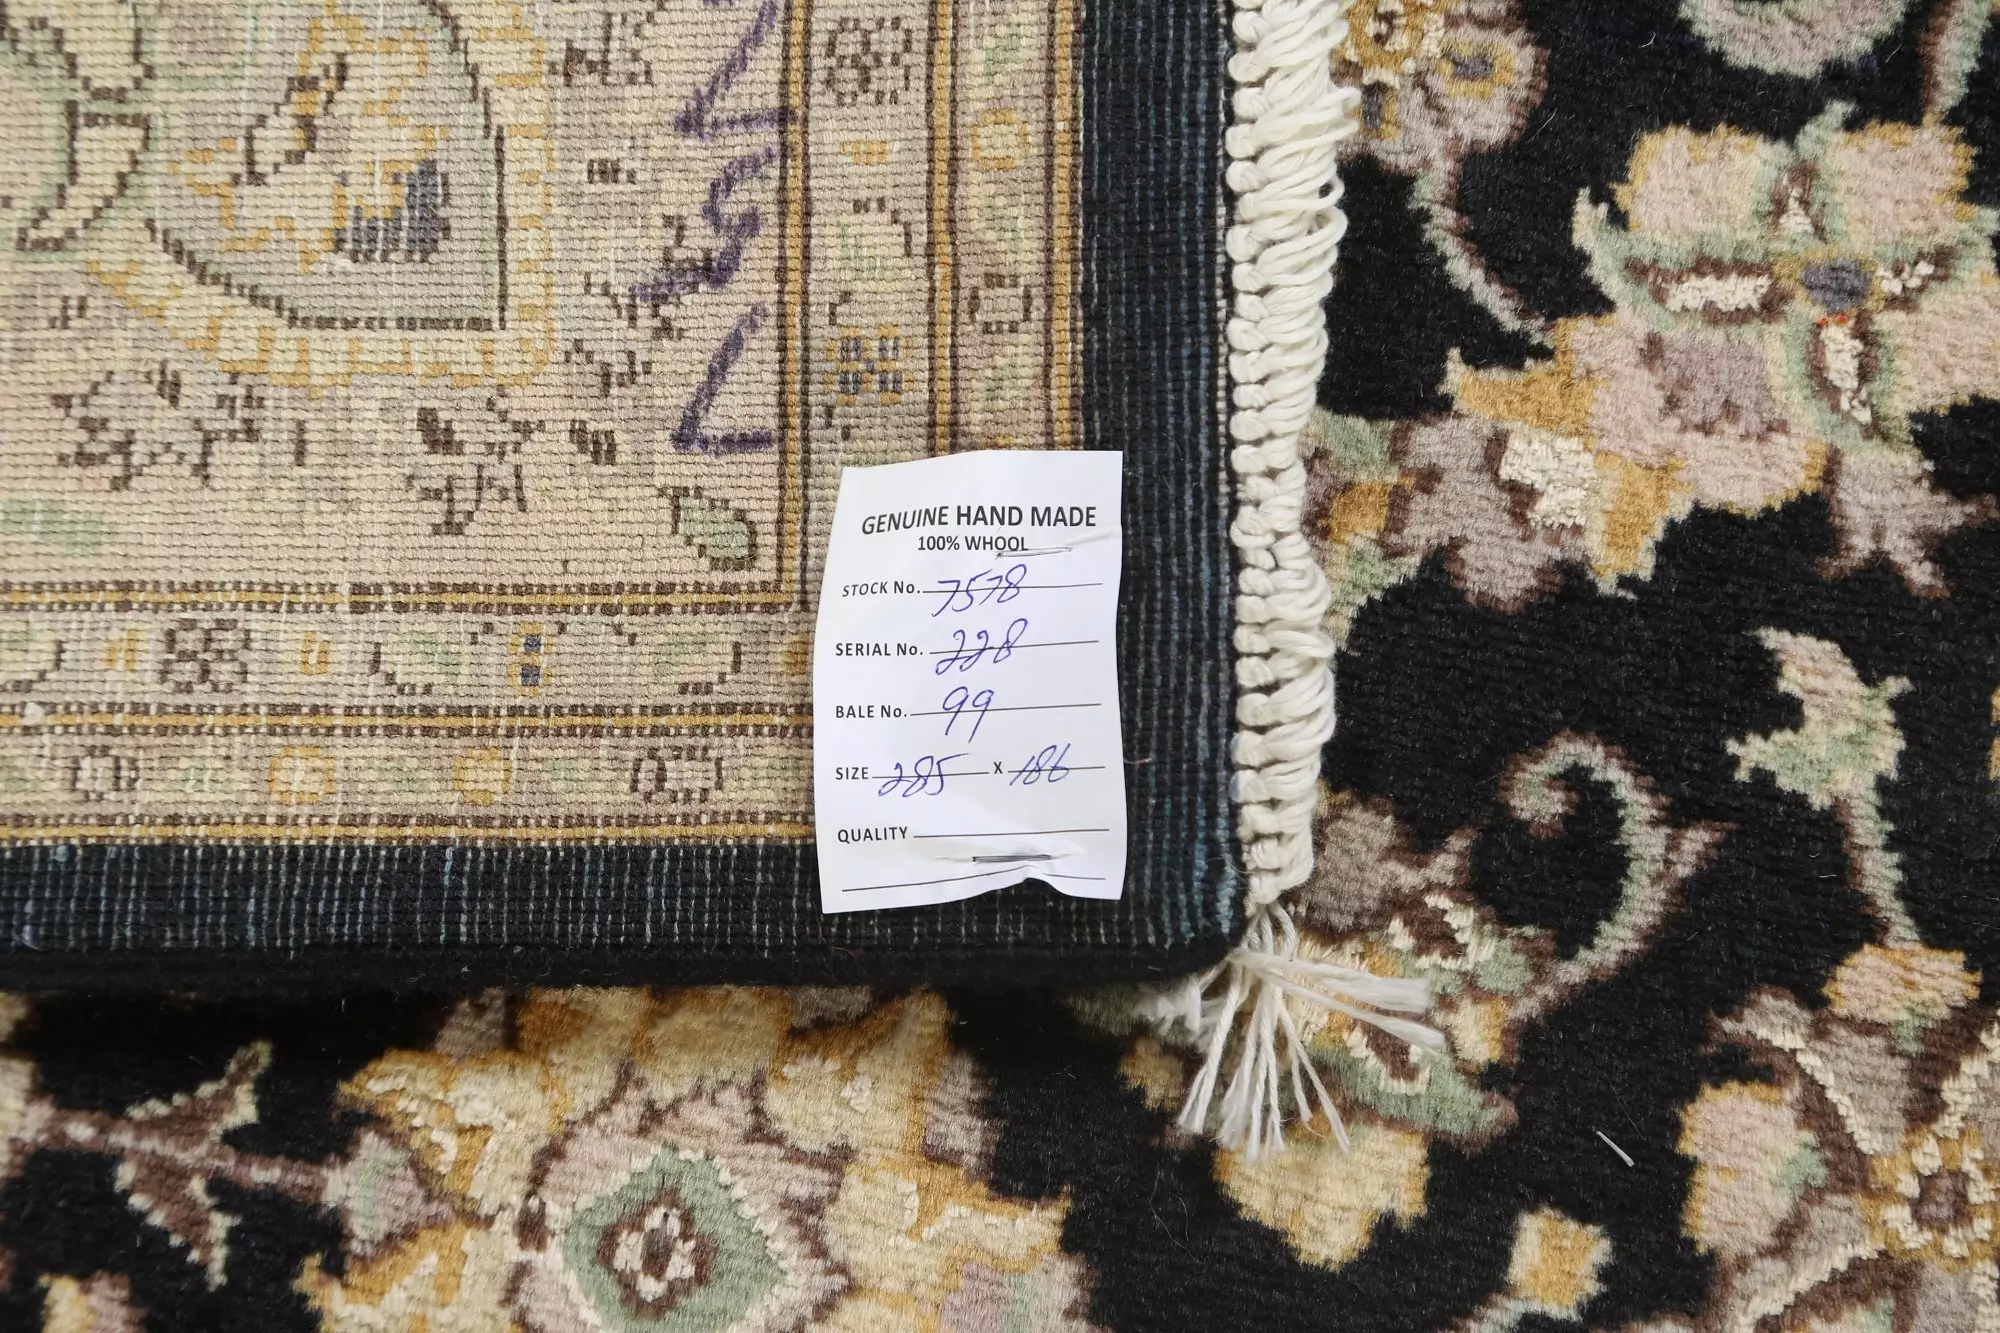 GENUINE HAND MADE
100% WHOOL
STOCK No. 7578
SERIAL No. 228
BALE No. 99
SIZE 285 X 186
QUALITY